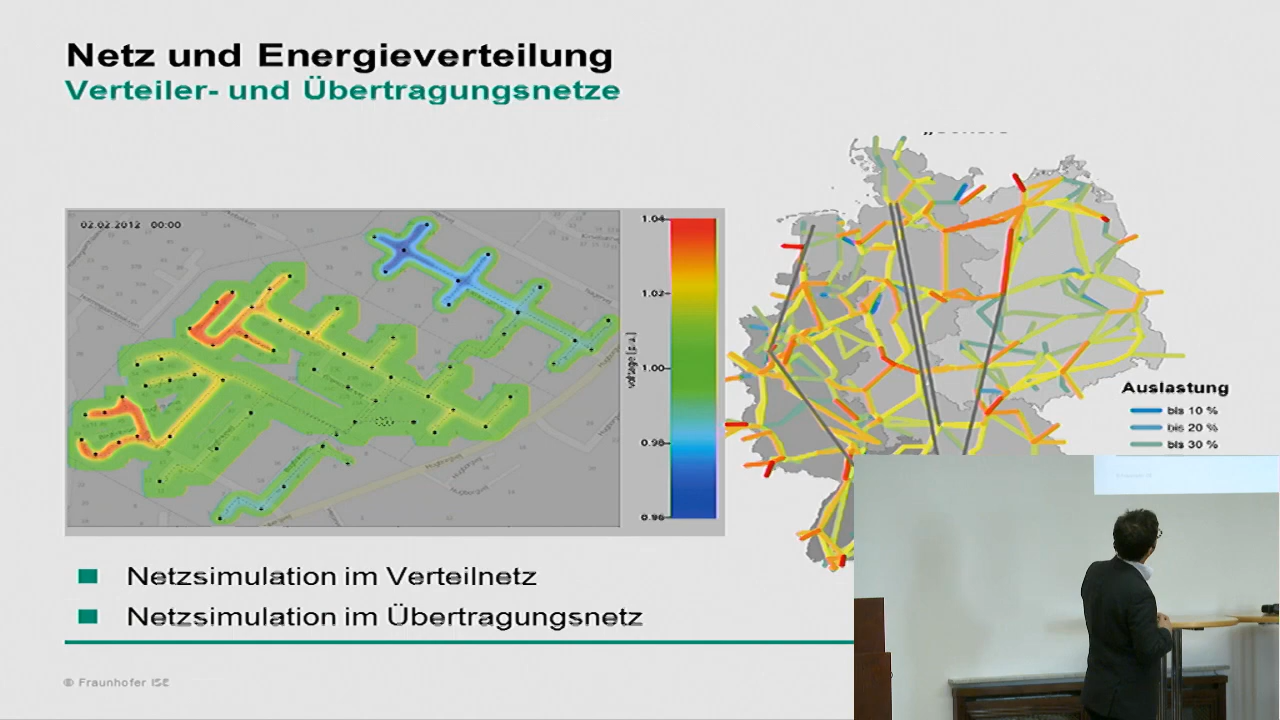 Netz und Energieverteilung
Verteiler- und Übertragungsnetze
02.02.2012 00:00
1.04
1.02
1.00
0.98
0.96
voltage [p.u.]
Auslastung
bis 10 %
bis 20 %
bis 30 %
Netzsimulation im Verteilnetz
Netzsimulation im Übertragungsnetz
© Fraunhofer ISE